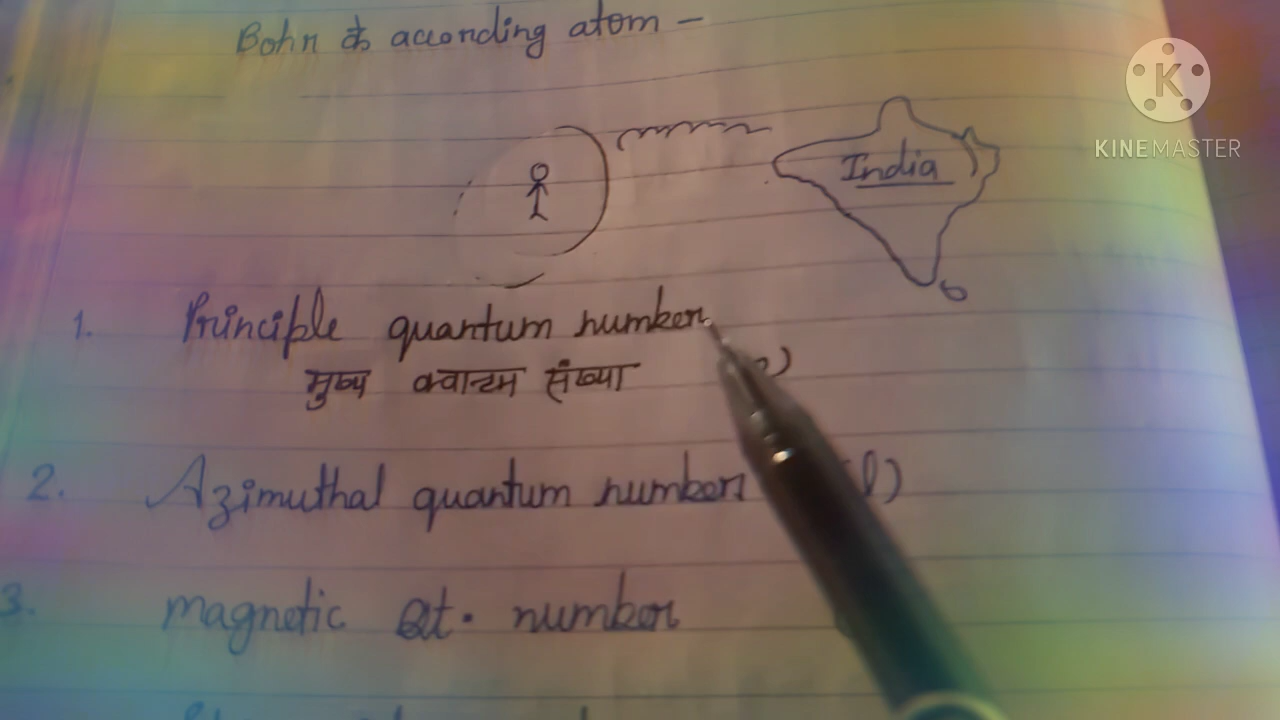 Bohr के according atom —
K
KINEMASTER
India
1. Principle quantum number
मुख्य क्वान्टम संख्या )
2. Azimuthal quantum number (l)
3. magnetic Qt. number